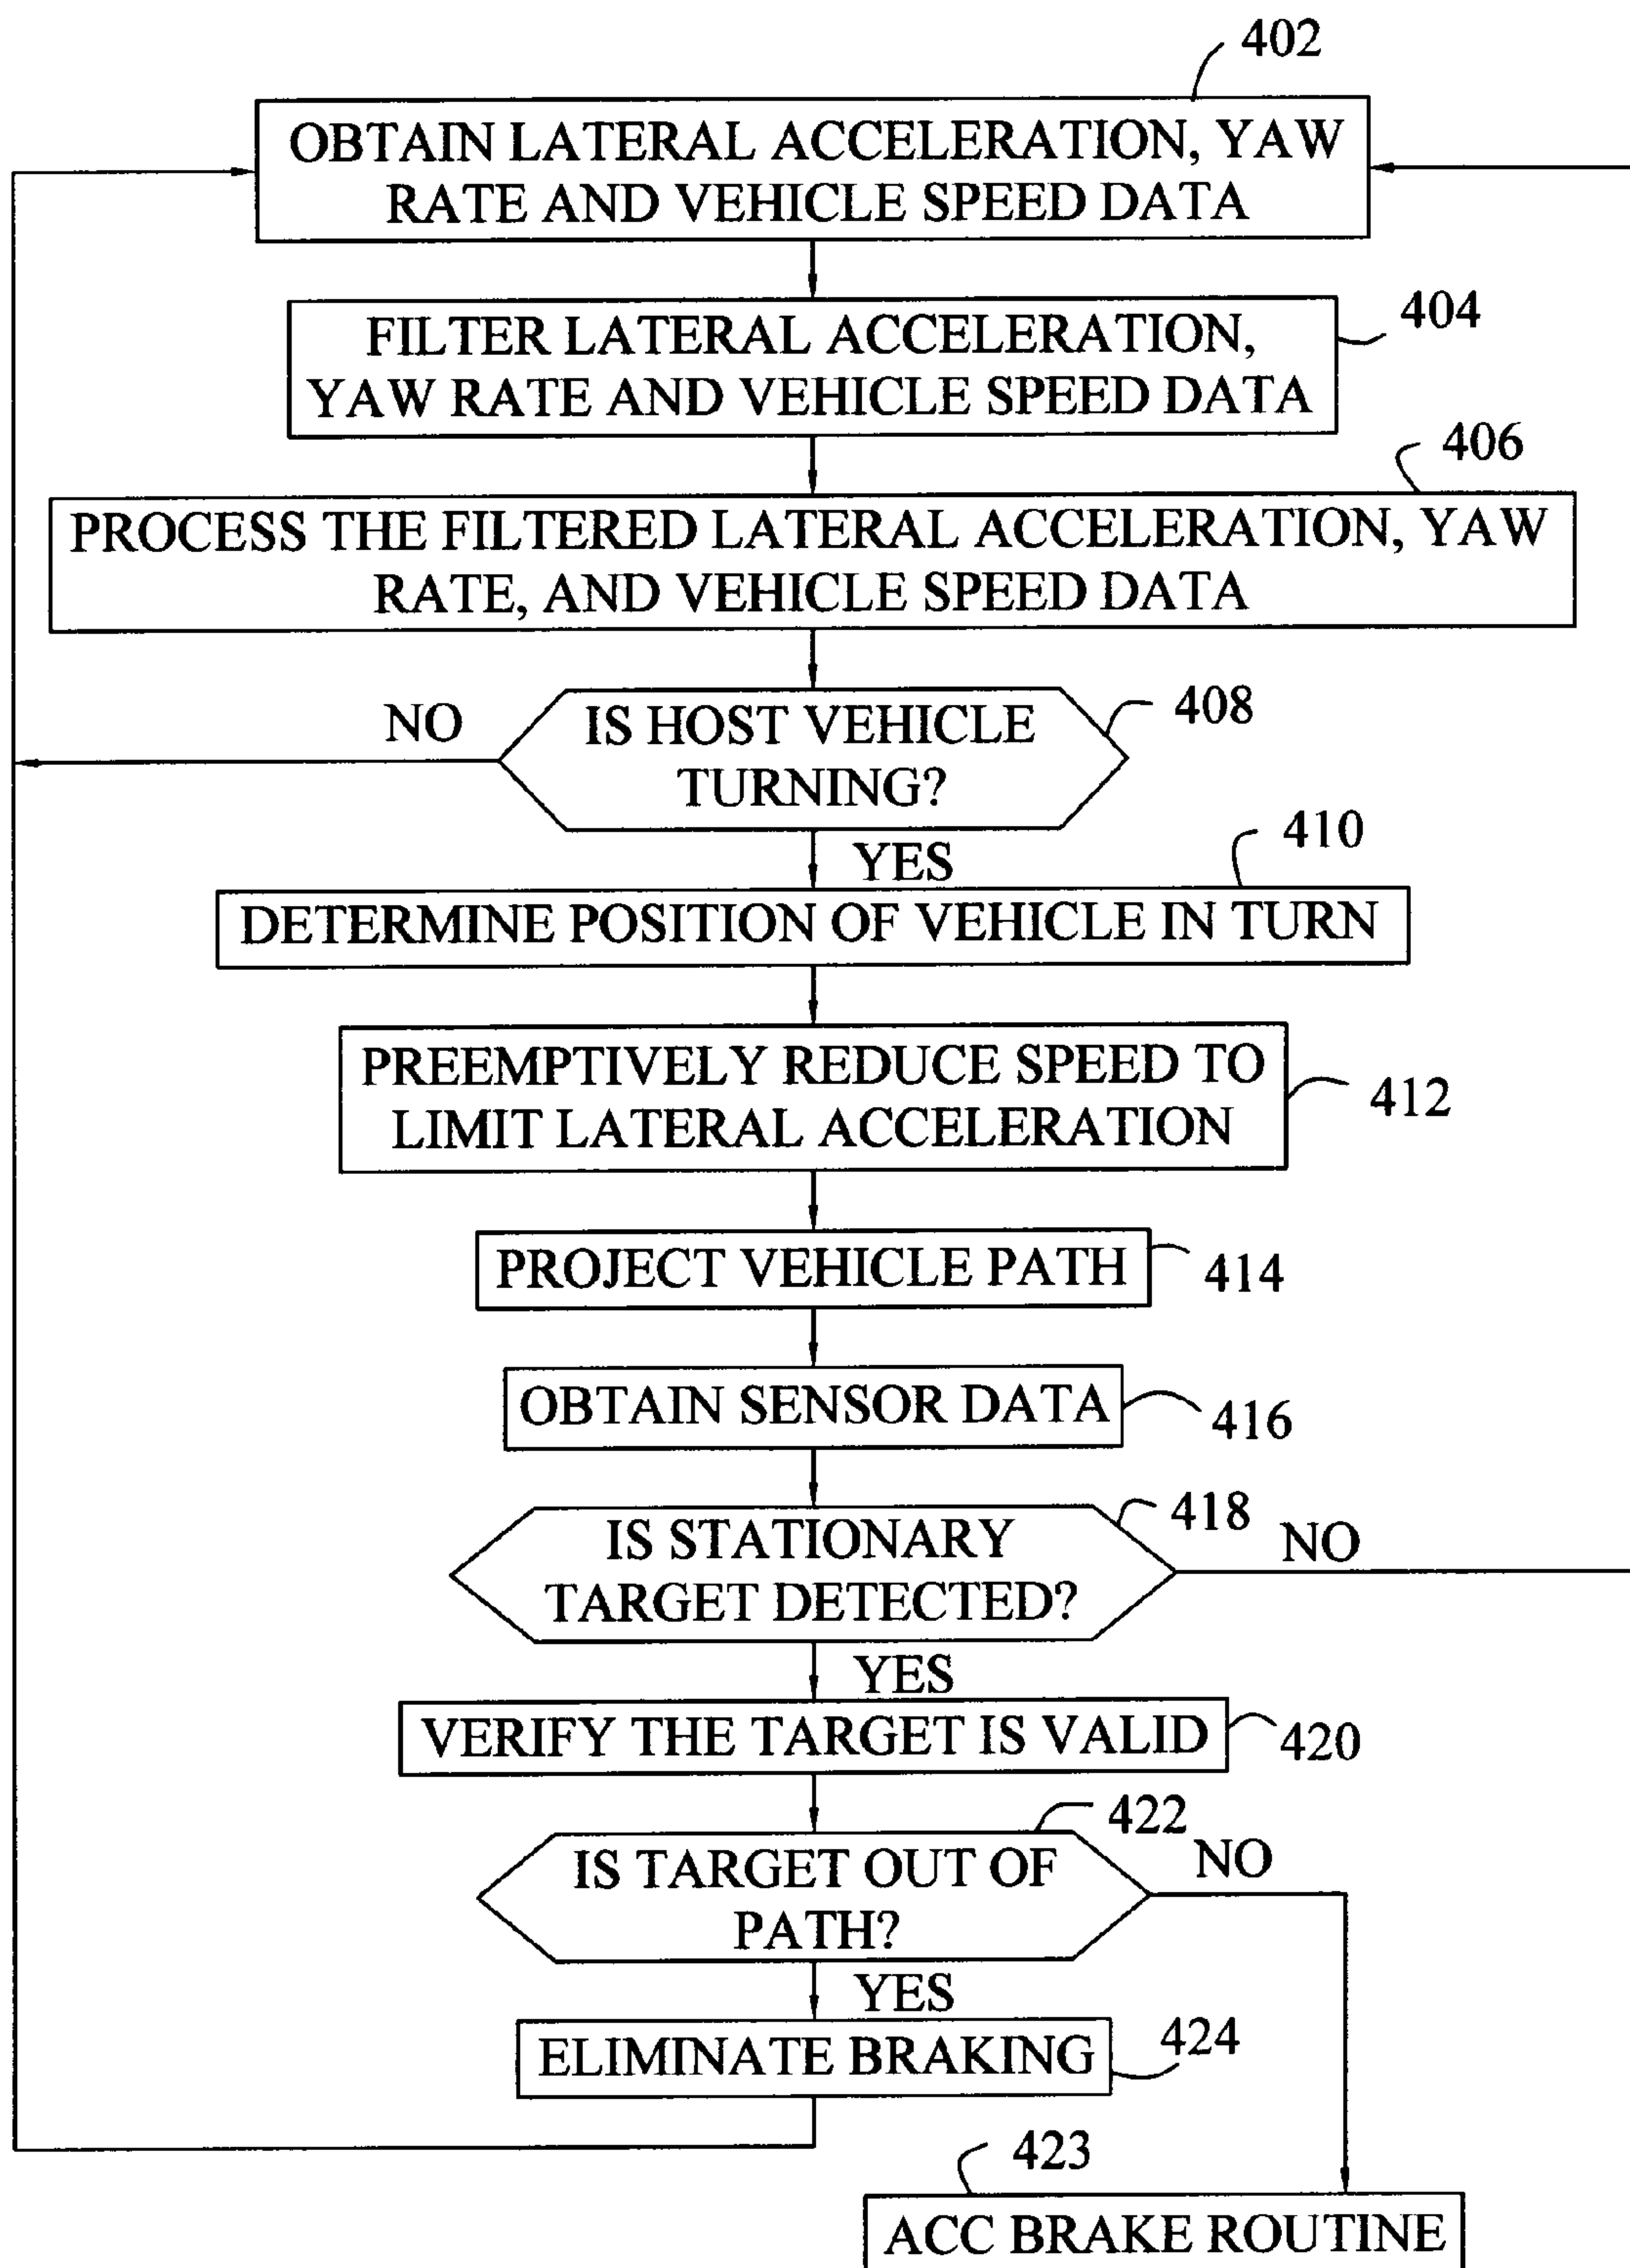 402
OBTAIN LATERAL ACCELERATION, YAW
RATE AND VEHICLE SPEED DATA
404
FILTER LATERAL ACCELERATION,
YAW RATE AND VEHICLE SPEED DATA
406
PROCESS THE FILTERED LATERAL ACCELERATION, YAW
RATE, AND VEHICLE SPEED DATA
408
NO
IS HOST VEHICLE
TURNING?
YES
410
DETERMINE POSITION OF VEHICLE IN TURN
PREEMPTIVELY REDUCE SPEED TO
LIMIT LATERAL ACCELERATION
412
PROJECT VEHICLE PATH
414
OBTAIN SENSOR DATA
416
418
IS STATIONARY
TARGET DETECTED?
NO
YES
VERIFY THE TARGET IS VALID
420
422
IS TARGET OUT OF
PATH?
NO
YES
ELIMINATE BRAKING
424
423
ACC BRAKE ROUTINE